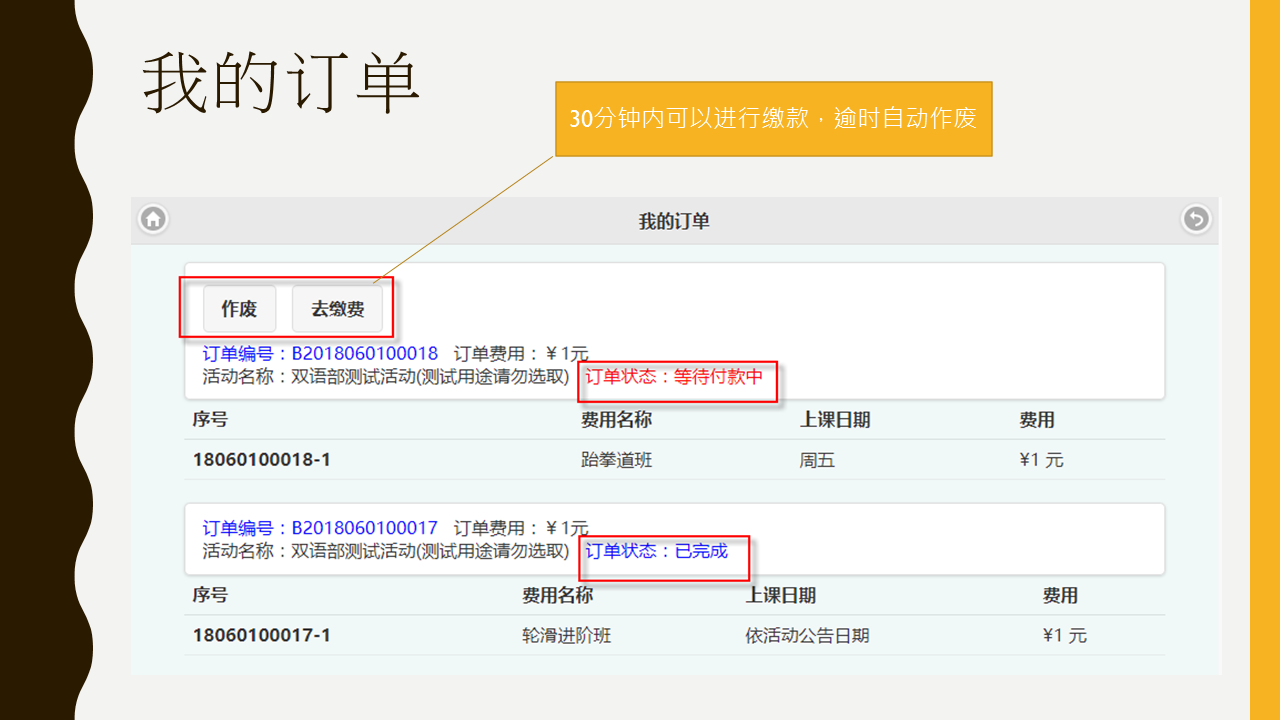 我的订单
30分钟内可以进行缴款，逾时自动作废
我的订单
作废 去缴费
订单编号：B2018060100018 订单费用：￥1元
活动名称：双语部测试活动(测试用途请勿选取) 订单状态：等待付款中
序号 费用名称 上课日期 费用
18060100018-1 跆拳道班 周五 ¥1 元
订单编号：B2018060100017 订单费用：￥1元
活动名称：双语部测试活动(测试用途请勿选取) 订单状态：已完成
序号 费用名称 上课日期 费用
18060100017-1 轮滑进阶班 依活动公告日期 ¥1 元